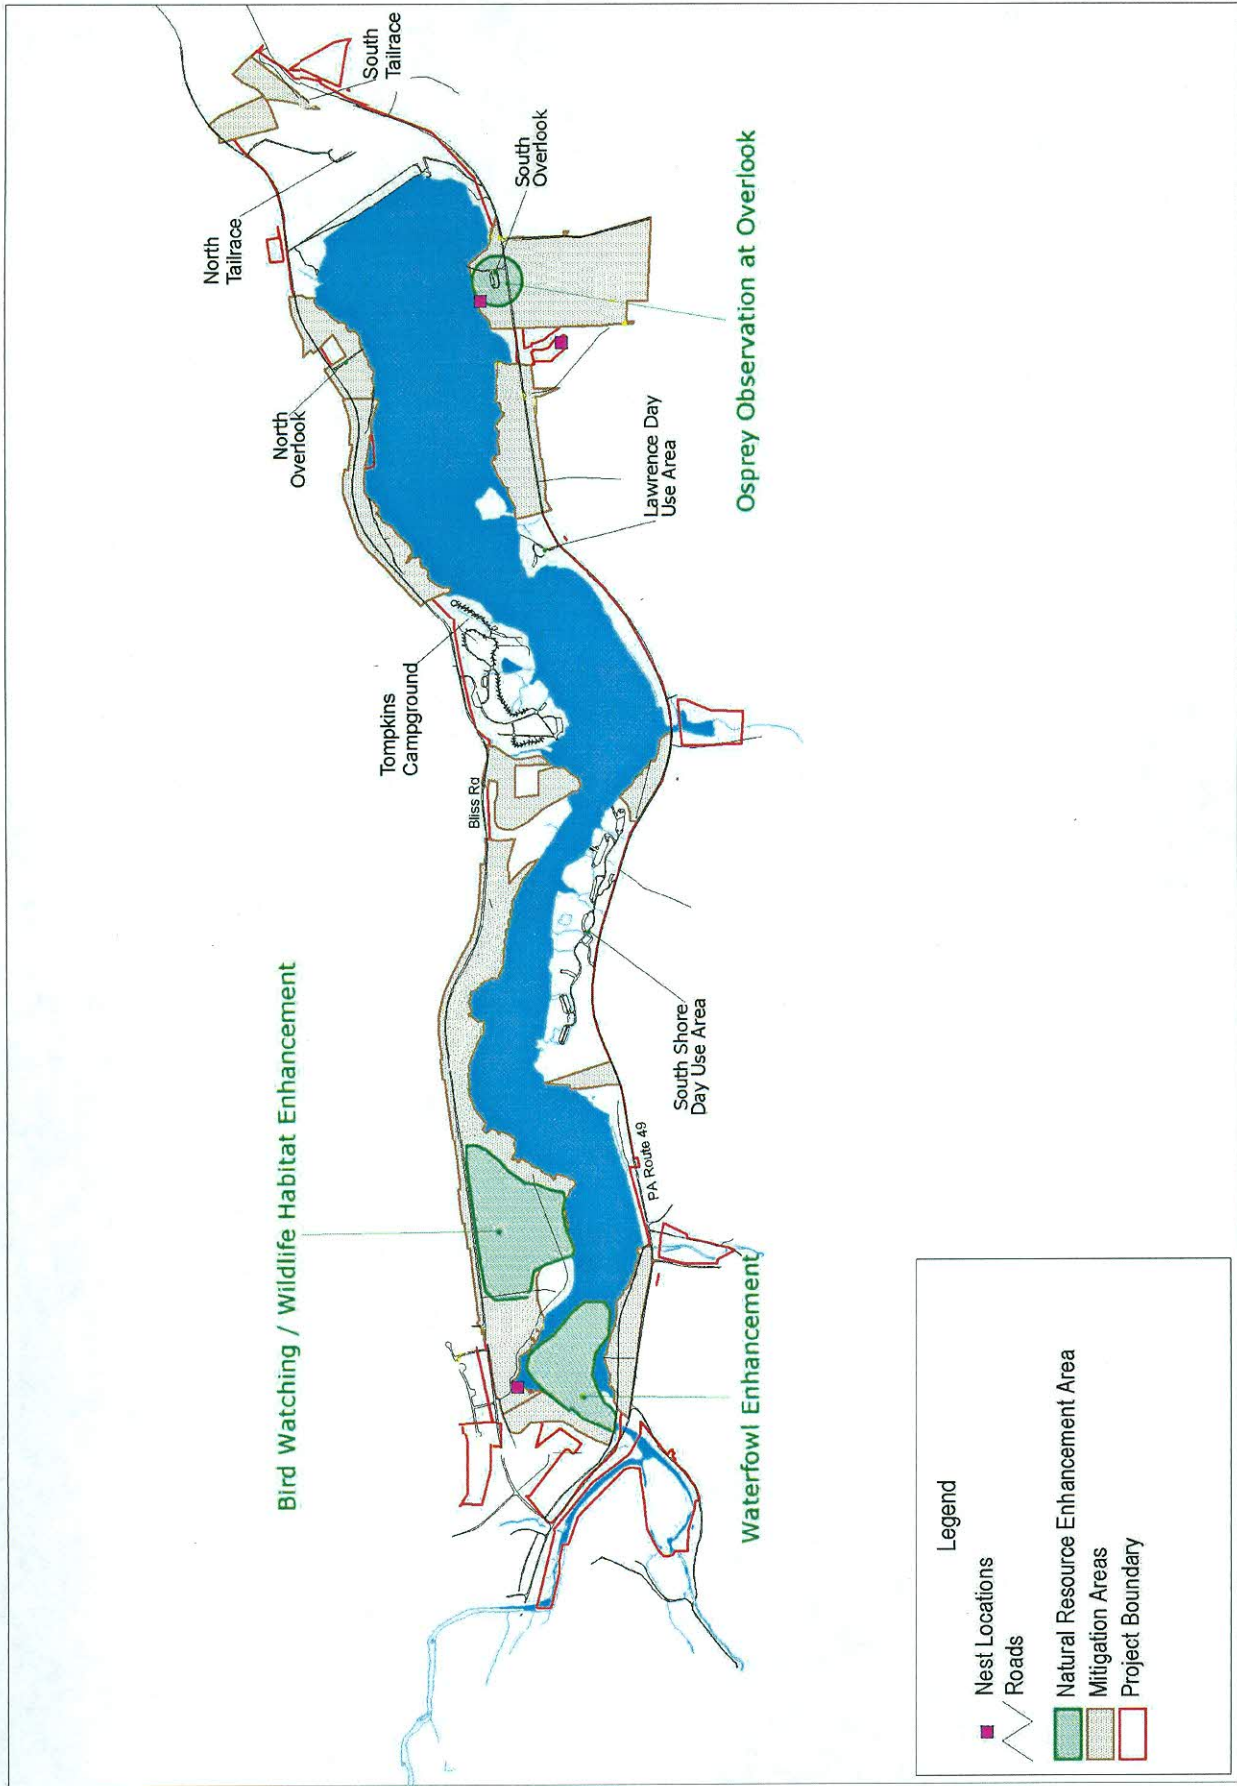 Bird Watching / Wildlife Habitat Enhancement
Bliss Rd
Tompkins
Campground
North
Overlook
North
Tailrace
South
Tailrace
Waterfowl Enhancement
PA Route 49
South Shore
Day Use Area
Lawrence Day
Use Area
South
Overlook
Osprey Observation at Overlook
Legend
Nest Locations
Roads
Natural Resource Enhancement Area
Mitigation Areas
Project Boundary